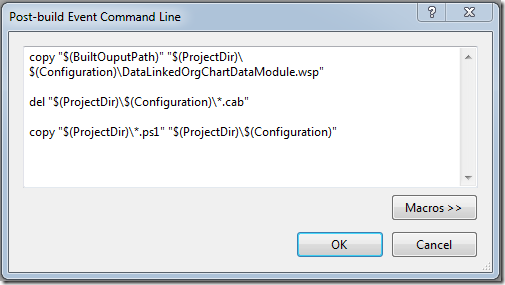 Post-build Event Command Line
copy "$(BuiltOuputPath)" "$(ProjectDir)\
$(Configuration)\DataLinkedOrgChartDataModule.wsp"
del "$(ProjectDir)\$(Configuration)\*.cab"
copy "$(ProjectDir)\*.ps1" "$(ProjectDir)\$(Configuration)"
Macros >>
OK
Cancel